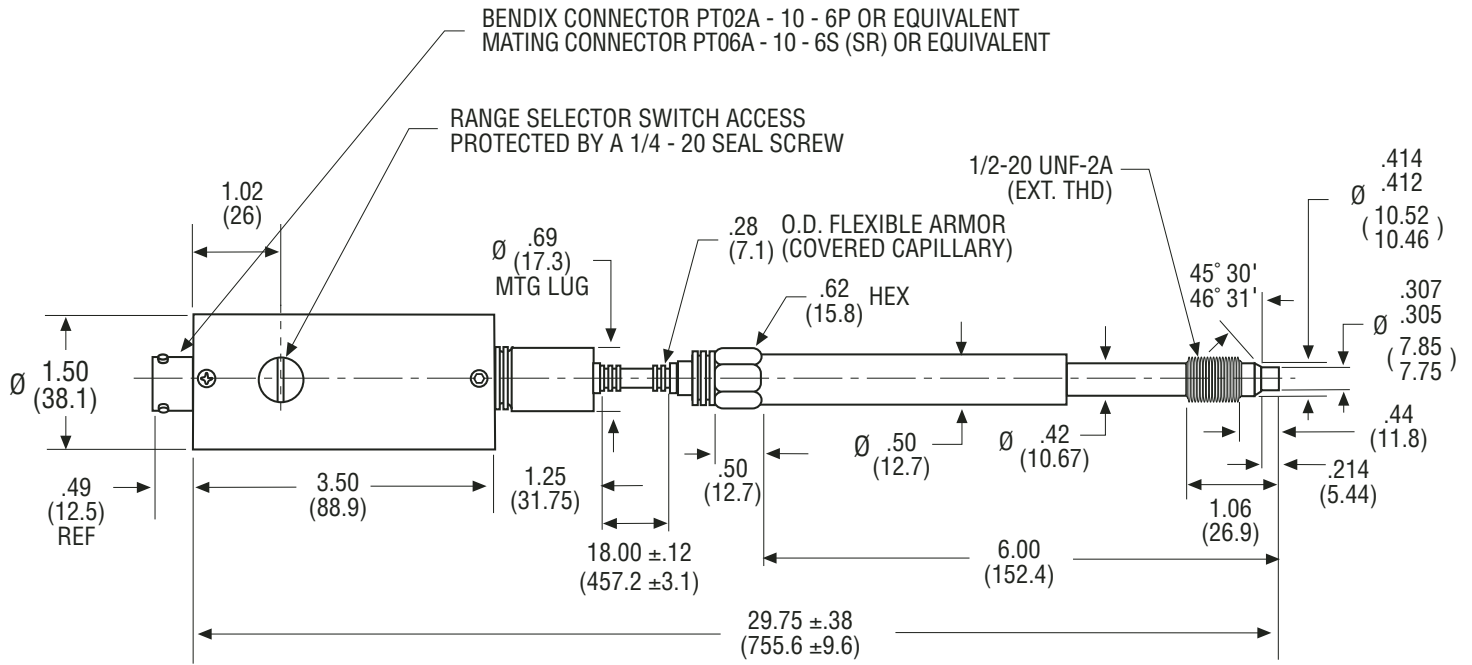 BENDIX CONNECTOR PT02A - 10 - 6P OR EQUIVALENT
MATING CONNECTOR PT06A - 10 - 6S (SR) OR EQUIVALENT
RANGE SELECTOR SWITCH ACCESS
PROTECTED BY A 1/4 - 20 SEAL SCREW
1/2-20 UNF-2A
(EXT. THD)
.414
.412
Ø
(10.52
10.46)
1.02
(26)
Ø .69
(17.3)
MTG LUG
.28 O.D. FLEXIBLE ARMOR
(7.1) (COVERED CAPILLARY)
.62 HEX
(15.8)
45° 30'
46° 31'
.307
.305
Ø
(7.85
7.75)
Ø 1.50
(38.1)
.49
(12.5)
REF
3.50
(88.9)
1.25
(31.75)
18.00 ±.12
(457.2 ±3.1)
.50
(12.7)
Ø .50
(12.7)
Ø .42
(10.67)
.44
(11.8)
.214
(5.44)
1.06
(26.9)
6.00
(152.4)
29.75 ±.38
(755.6 ±9.6)